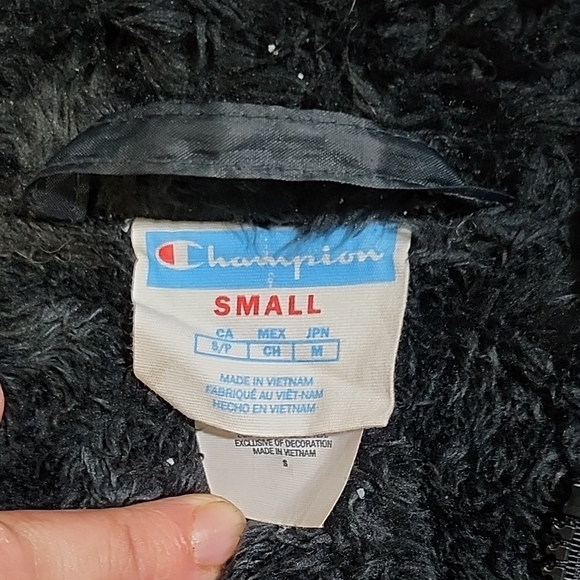 Champion
SMALL
CA MEX JPN
S/P CH M
MADE IN VIETNAM
FABRIQUÉ AU VIÊT-NAM
HECHO EN VIETNAM
EXCLUSIVE OF DECORATION
MADE IN VIETNAM
S